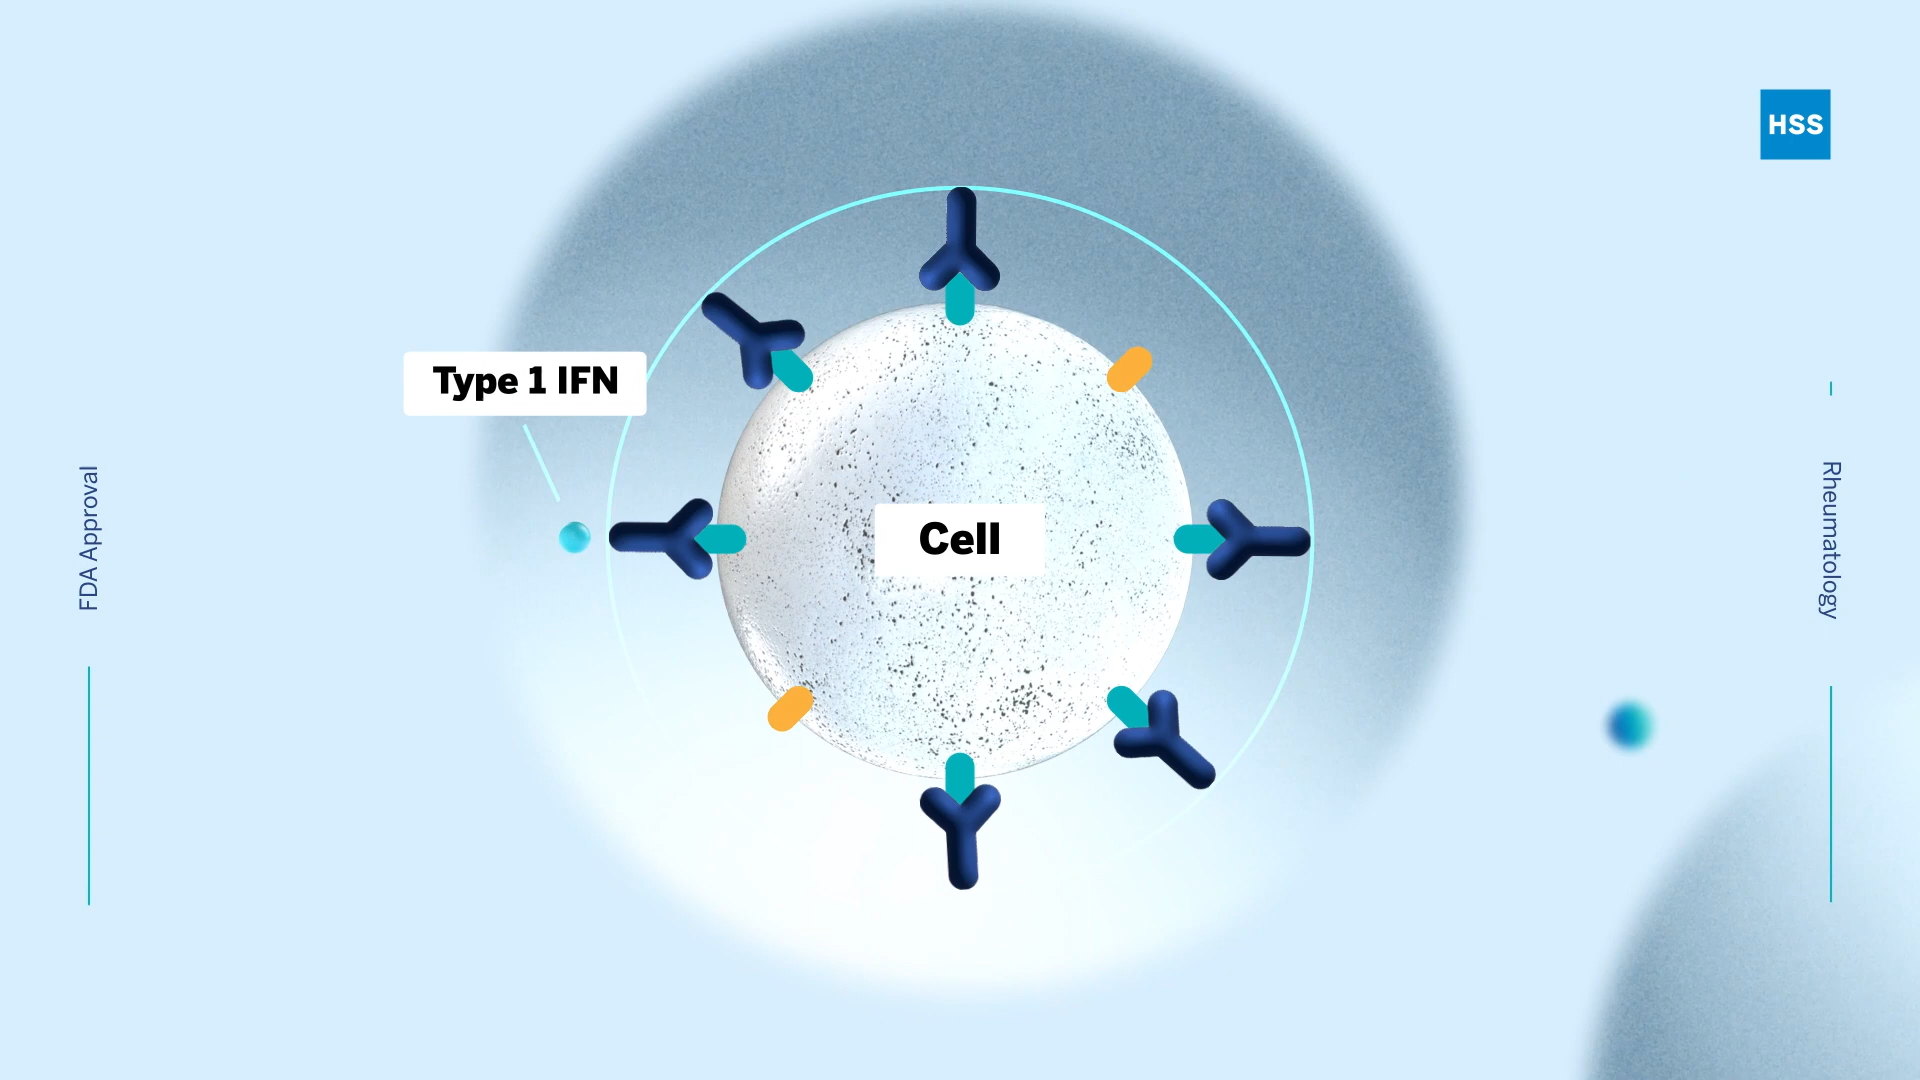 HSS
Type 1 IFN
Cell
FDA Approval
Rheumatology